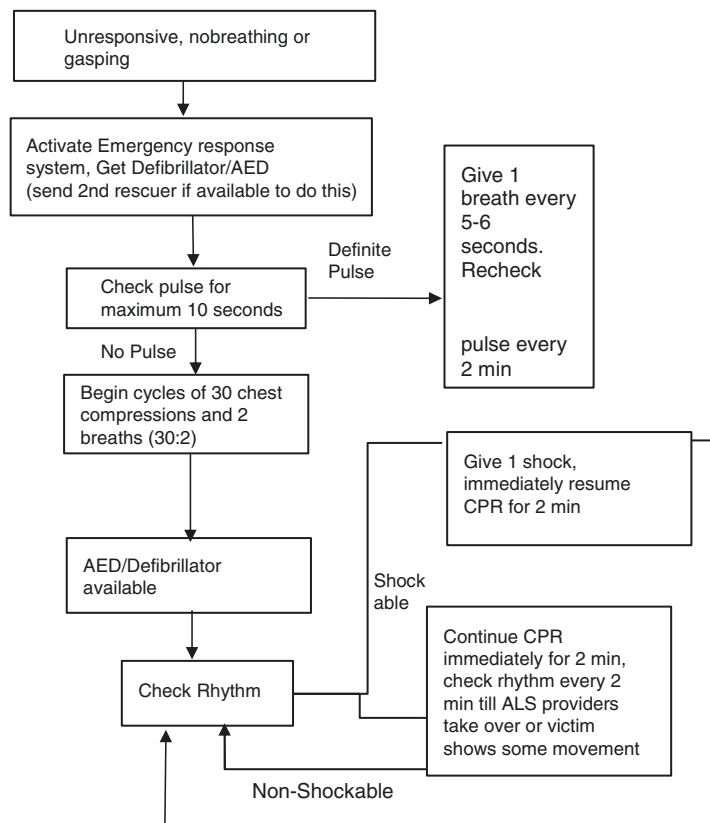 Unresponsive, nobreathing or
gasping
Activate Emergency response
system, Get Defibrillator/AED
(send 2nd rescuer if available to do this)
Check pulse for
maximum 10 seconds
Definite
Pulse
Give 1
breath every
5-6
seconds.
Recheck
pulse every
2 min
No Pulse
Begin cycles of 30 chest
compressions and 2
breaths (30:2)
AED/Defibrillator
available
Check Rhythm
Shock
able
Give 1 shock,
immediately resume
CPR for 2 min
Continue CPR
immediately for 2 min,
check rhythm every 2
min till ALS providers
take over or victim
shows some movement
Non-Shockable